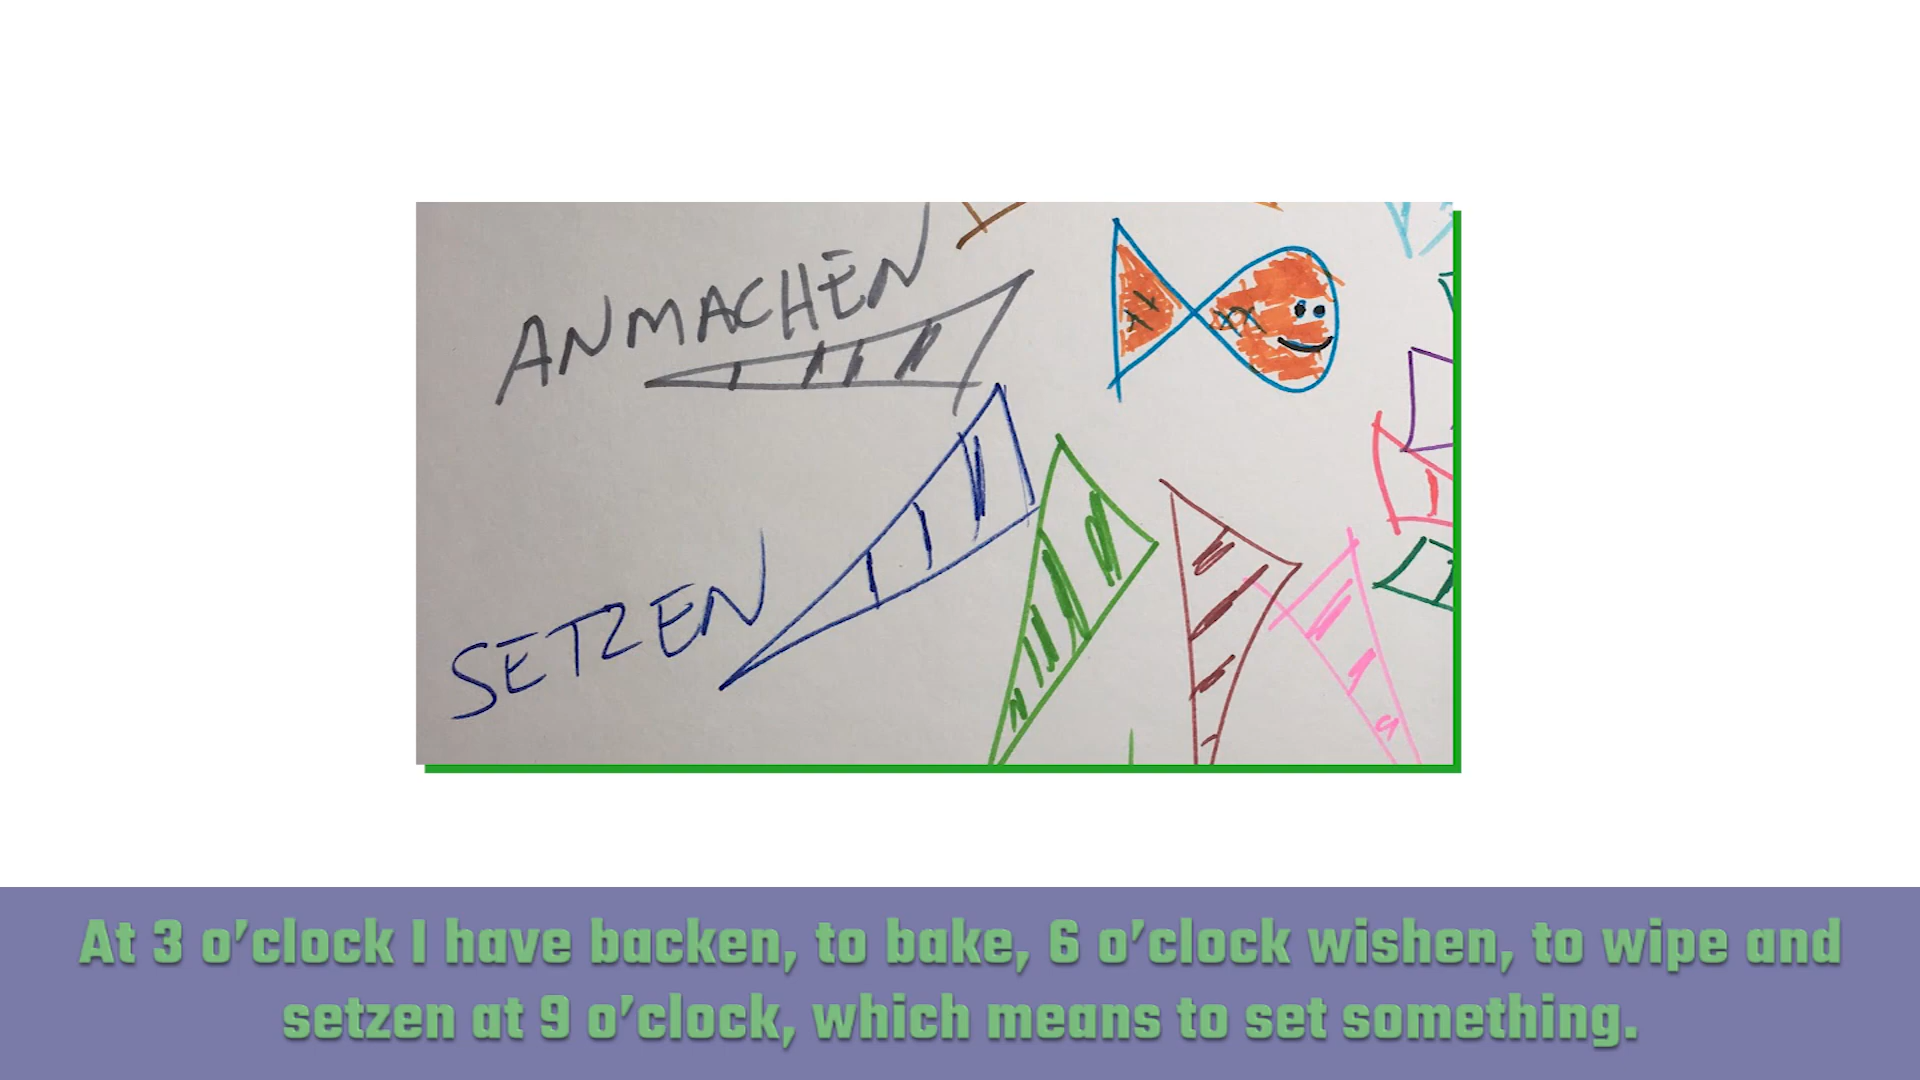 ANMACHEN
SETZEN
At 3 o’clock I have backen, to bake, 6 o’clock wishen, to wipe and
setzen at 9 o’clock, which means to set something.